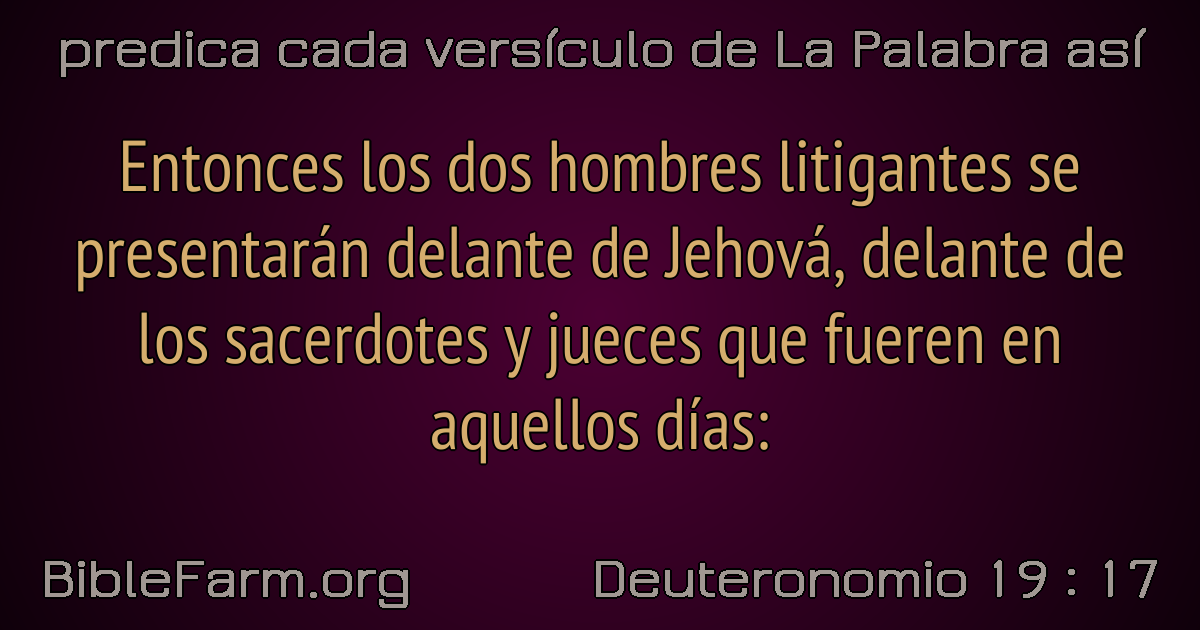 predica cada versículo de La Palabra así
Entonces los dos hombres litigantes se
presentarán delante de Jehová, delante de
los sacerdotes y jueces que fueren en
aquellos días:
BibleFarm.org
Deuteronomio 19 : 17